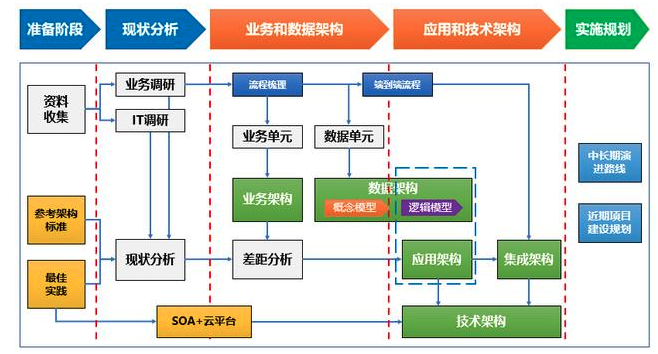 准备阶段
现状分析
业务和数据架构
应用和技术架构
实施规划
资料
收集
业务调研
IT调研
流程梳理
端到端流程
业务单元
数据单元
中长期演
进路线
参考架构
标准
业务架构
数据架构
概念模型
逻辑模型
近期项目
建设规划
最佳
实践
现状分析
差距分析
应用架构
集成架构
SOA+云平台
技术架构